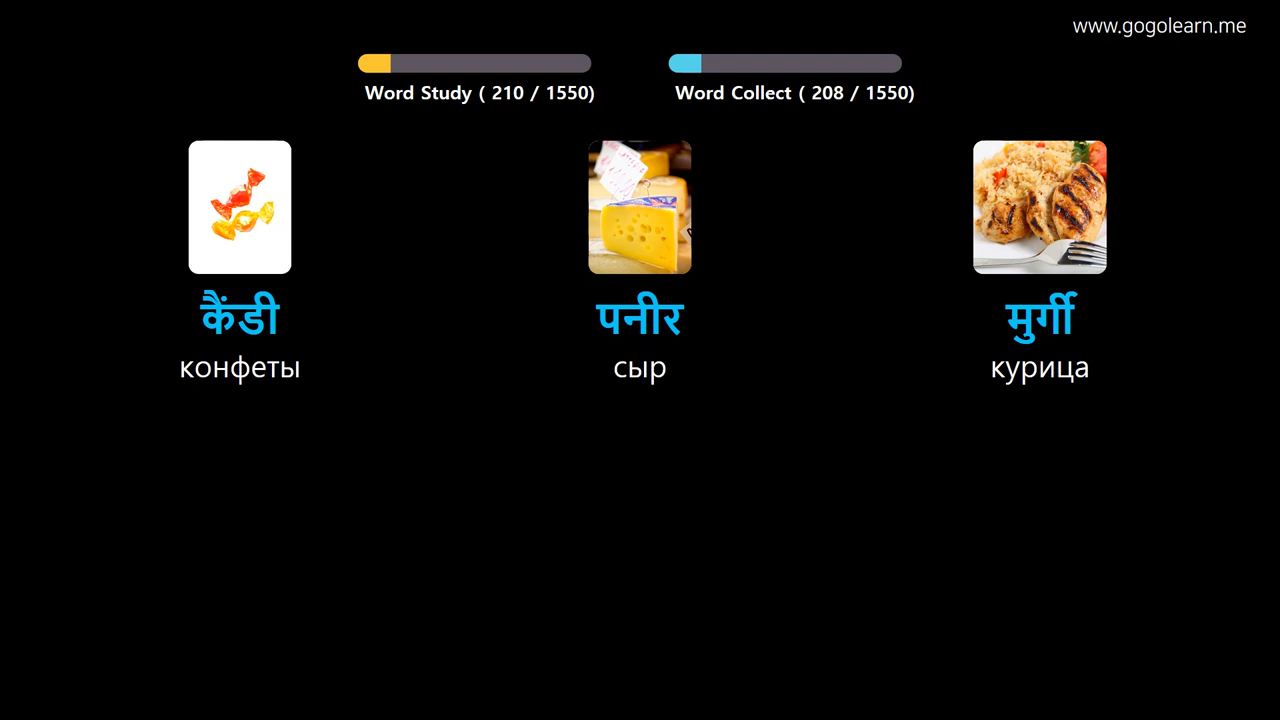 www.gogolearn.me
Word Study ( 210 / 1550)
Word Collect ( 208 / 1550)
कैंडी
конфеты
पनीर
сыр
मुर्गी
курица